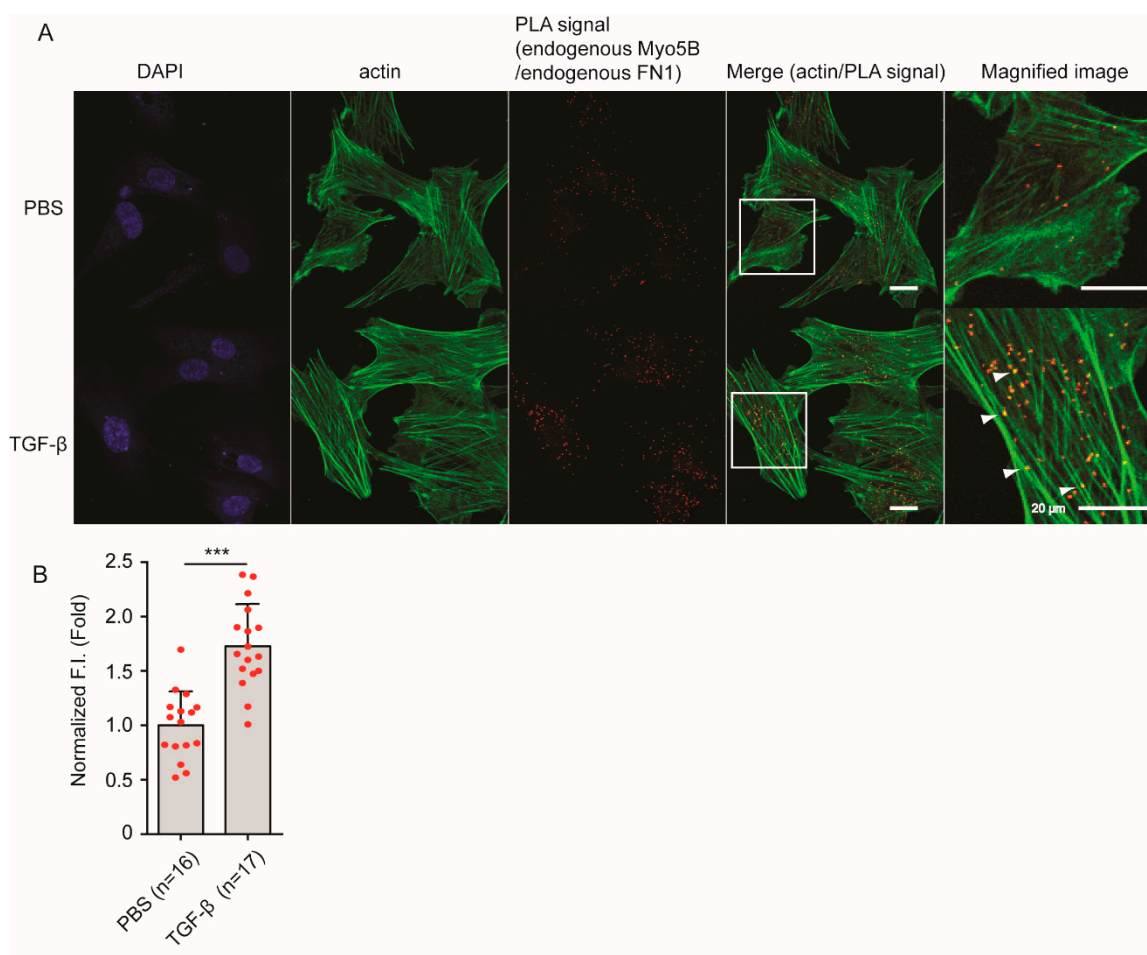 A
DAPI
actin
PLA signal
(endogenous Myo5B
/endogenous FN1)
Merge (actin/PLA signal)
Magnified image
PBS
TGF-β
20 μm
B
Normalized F.I. (Fold)
2.5
2.0
1.5
1.0
0.5
0
***
PBS (n=16)
TGF-β (n=17)